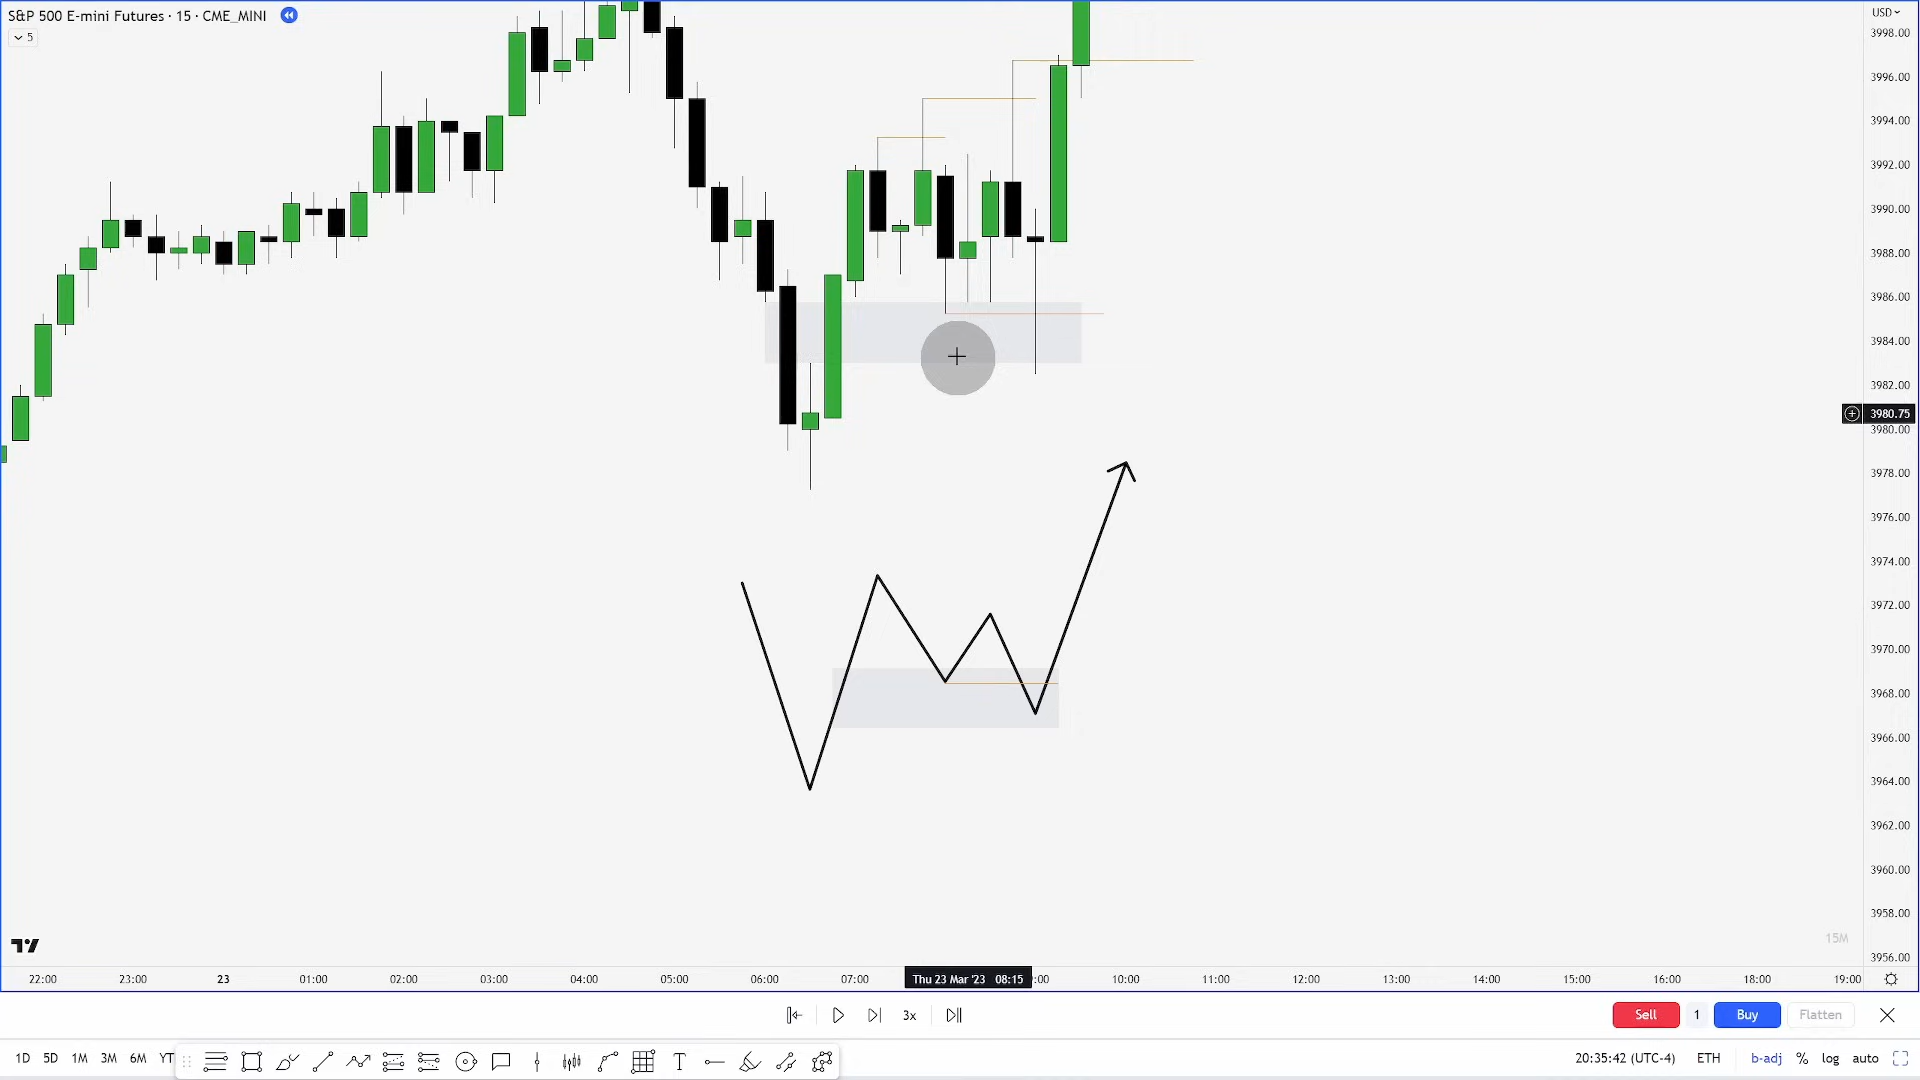 S&P 500 E-mini Futures · 15 · CME_MINI
5
USD
3998.00
3996.00
3994.00
3992.00
3990.00
3988.00
3986.00
3984.00
3982.00
3980.75
3980.00
3978.00
3976.00
3974.00
3972.00
3970.00
3968.00
3966.00
3964.00
3962.00
3960.00
3958.00
3956.00
15M
22:00 23:00 23 01:00 02:00 03:00 04:00 05:00 06:00 07:00 Thu 23 Mar '23 08:15 :00 10:00 11:00 12:00 13:00 14:00 15:00 16:00 17:00 18:00 19:00
3x
Sell 1 Buy Flatten
1D 5D 1M 3M 6M YT
T
20:35:42 (UTC-4) ETH b-adj % log auto